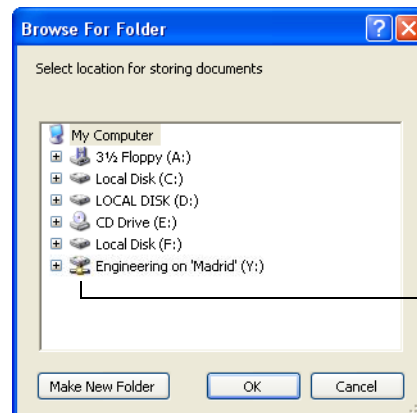 Browse For Folder
Select location for storing documents
My Computer
3½ Floppy (A:)
Local Disk (C:)
LOCAL DISK (D:)
CD Drive (E:)
Local Disk (F:)
Engineering on 'Madrid' (Y:)
Make New Folder OK Cancel